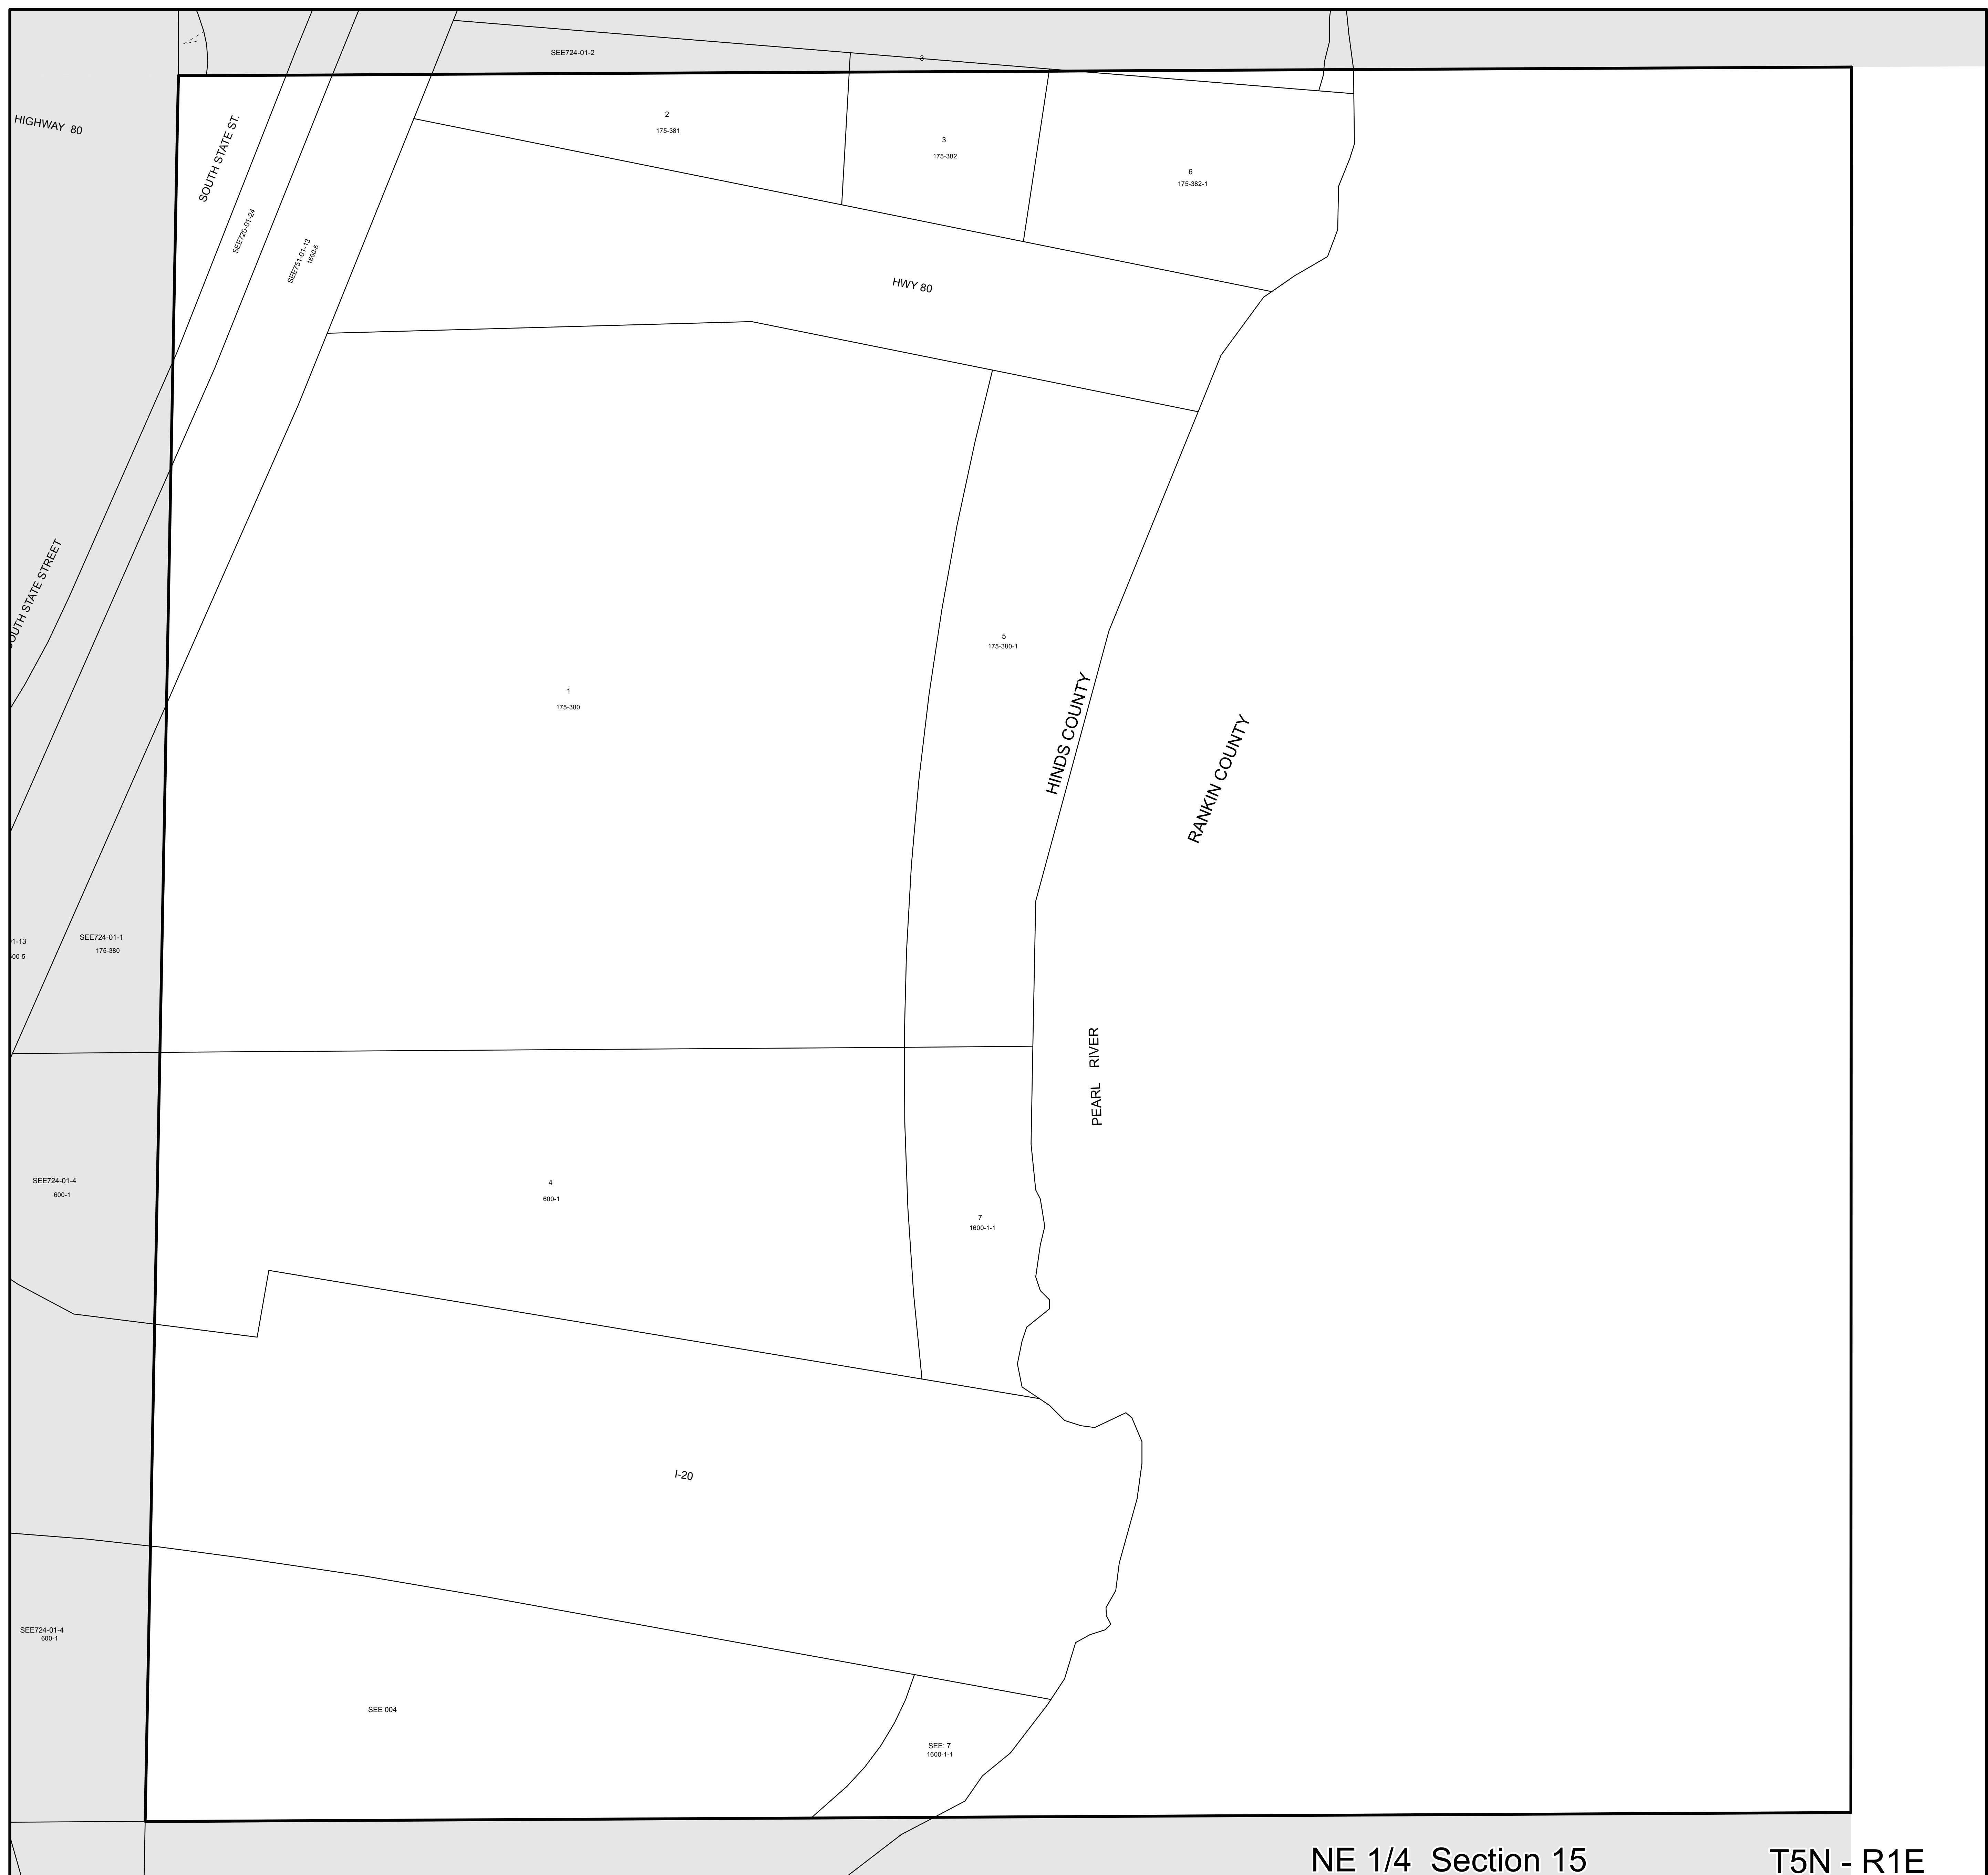 SEE724-01-2
3
HIGHWAY 80
SOUTH STATE ST.
2
175-381
3
175-382
6
175-382-1
SEE720-01-24
SEE751-01-13
1600-5
HWY 80
SOUTH STATE STREET
5
175-380-1
1
175-380
HINDS COUNTY
RANKIN COUNTY
1-13
00-5
SEE724-01-1
175-380
PEARL RIVER
SEE724-01-4
600-1
4
600-1
7
1600-1-1
I-20
SEE724-01-4
600-1
SEE 004
SEE: 7
1600-1-1
NE 1/4 Section 15
T5N - R1E